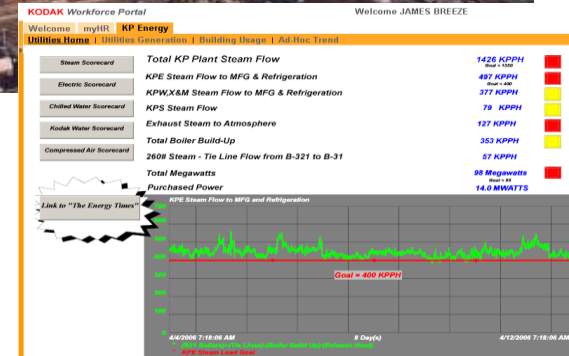 KODAK Workforce Portal
Welcome JAMES BREEZE
Welcome myHR KP Energy
Utilities Home | Utilities Generation | Building Usage | Ad-Hoc Trend
Steam Scorecard
Electric Scorecard
Chilled Water Scorecard
Kodak Water Scorecard
Compressed Air Scorecard
Link to "The Energy Times"
Total KP Plant Steam Flow 1426 KPPH
KPE Steam Flow to MFG & Refrigeration 497 KPPH
KPW,X&M Steam Flow to MFG & Refrigeration 377 KPPH
KPS Steam Flow 79 KPPH
Exhaust Steam to Atmosphere 127 KPPH
Total Boiler Build-Up 353 KPPH
260# Steam - Tie Line Flow from B-321 to B-31 57 KPPH
Total Megawatts 98 Megawatts
Purchased Power 14.0 MWATTS
KPE Steam Flow to MFG and Refrigeration
Goal = 400 KPPH
4/4/2006 7:18:06 AM 8 Day(s) 4/12/2006 7:18:06 AM
KPE Steam Load Goal